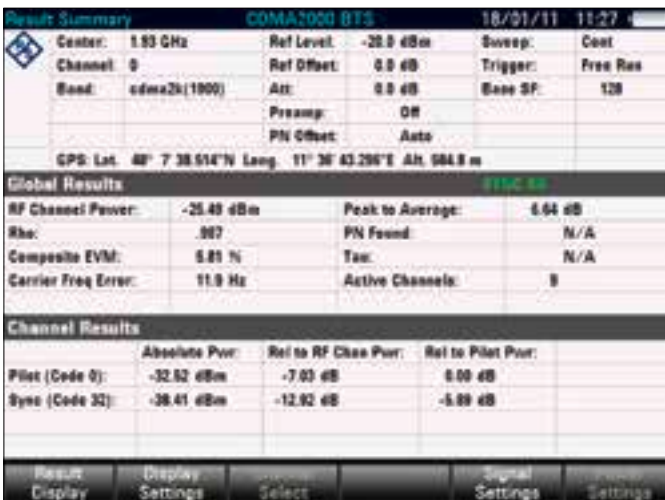 Result Summary CDMA2000 BTS 18/01/11 11:27
Center: 1.93 GHz Ref Level: -20.0 dBm Sweep: Cont
Channel: 0 Ref Offset: 0.0 dB Trigger: Free Run
Band: cdma2k(1900) Att: 0.0 dB Base SF: 128
Preamp: Off
PN Offset: Auto
GPS: Lat. 48° 7' 38.514"N Long. 11° 36' 43.296"E Alt. 584.8 m
Global Results SYNC OK
RF Channel Power: -25.49 dBm Peak to Average: 6.64 dB
Rho: .997 PN Found: N/A
Composite EVM: 5.81 % Tau: N/A
Carrier Freq Error: 11.9 Hz Active Channels: 9
Channel Results
Absolute Pwr: Rel to RF Chan Pwr: Rel to Pilot Pwr:
Pilot (Code 0): -32.52 dBm -7.03 dB 0.00 dB
Sync (Code 32): -38.41 dBm -12.92 dB -5.89 dB
Result Display Signal
Display Settings Select Settings Settings